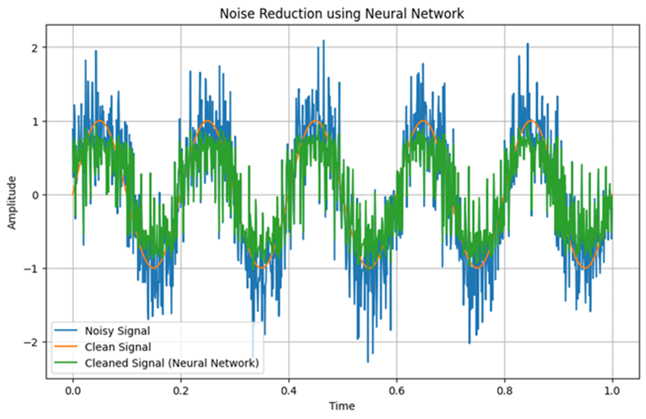 Noise Reduction using Neural Network
2
1
0
−1
−2
Amplitude
Noisy Signal
Clean Signal
Cleaned Signal (Neural Network)
0.0 0.2 0.4 0.6 0.8 1.0
Time